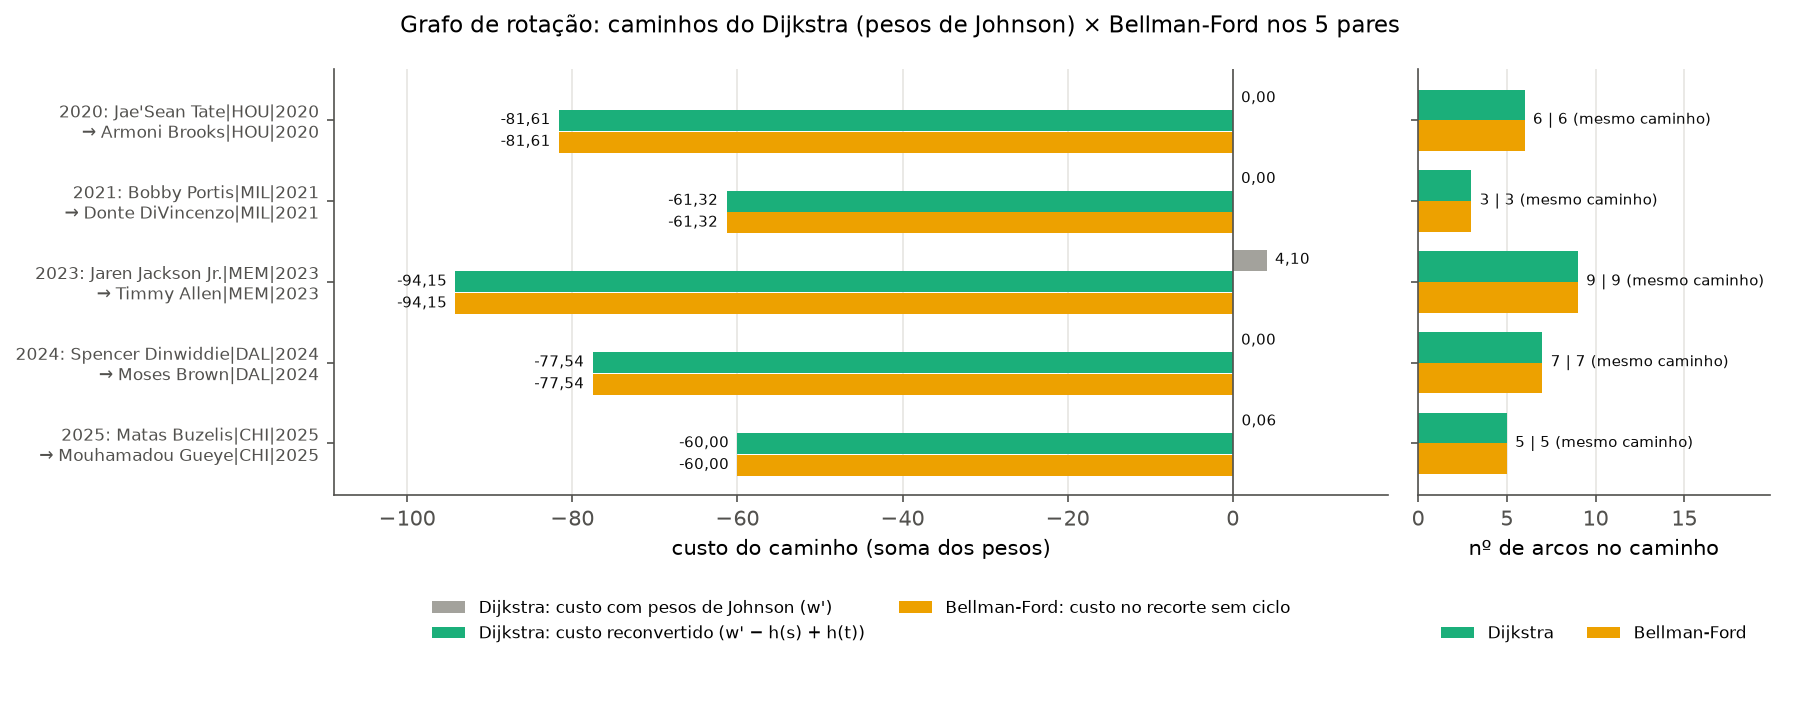 Grafo de rotação: caminhos do Dijkstra (pesos de Johnson) × Bellman-Ford nos 5 pares
2020: Jae'Sean Tate|HOU|2020
→ Armoni Brooks|HOU|2020
0,00
-81,61
-81,61
6 | 6 (mesmo caminho)
2021: Bobby Portis|MIL|2021
→ Donte DiVincenzo|MIL|2021
0,00
-61,32
-61,32
3 | 3 (mesmo caminho)
2023: Jaren Jackson Jr.|MEM|2023
→ Timmy Allen|MEM|2023
4,10
-94,15
-94,15
9 | 9 (mesmo caminho)
2024: Spencer Dinwiddie|DAL|2024
→ Moses Brown|DAL|2024
0,00
-77,54
-77,54
7 | 7 (mesmo caminho)
2025: Matas Buzelis|CHI|2025
→ Mouhamadou Gueye|CHI|2025
0,06
-60,00
-60,00
5 | 5 (mesmo caminho)
−100 −80 −60 −40 −20 0
custo do caminho (soma dos pesos)
0 5 10 15
nº de arcos no caminho
Dijkstra: custo com pesos de Johnson (w')
Dijkstra: custo reconvertido (w' − h(s) + h(t))
Bellman-Ford: custo no recorte sem ciclo
Dijkstra
Bellman-Ford